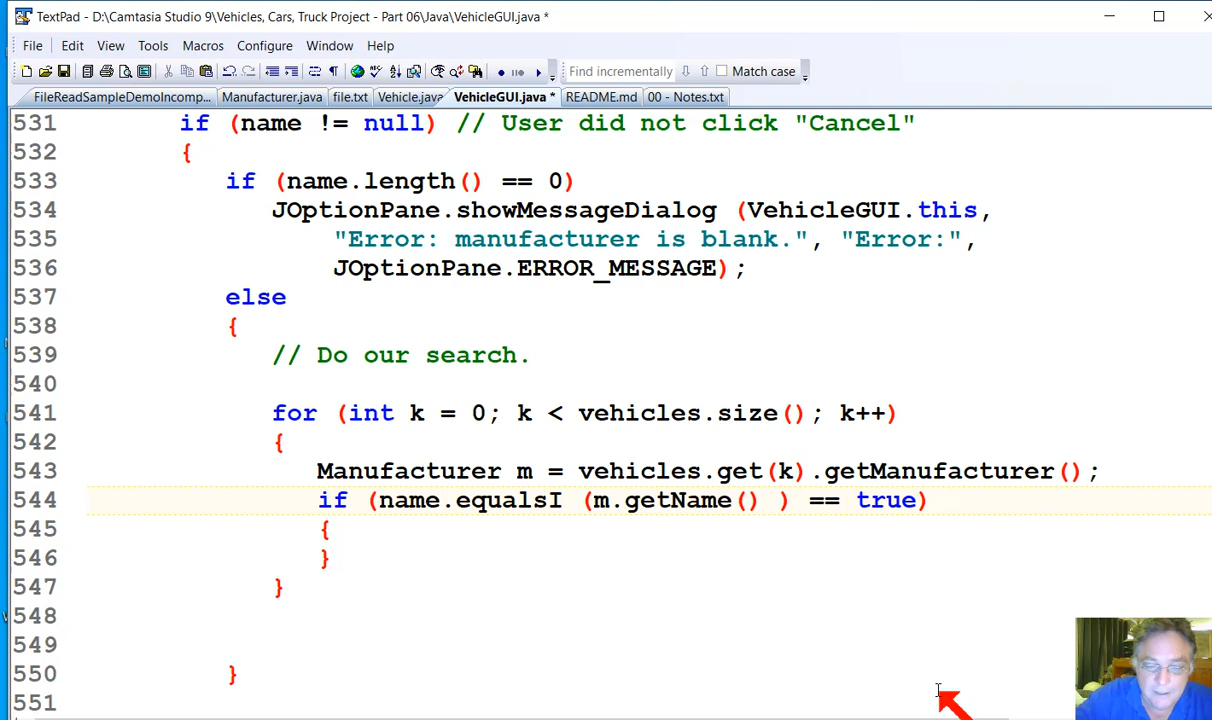 TextPad - D:\Camtasia Studio 9\Vehicles, Cars, Truck Project - Part 06\Java\VehicleGUI.java *
File Edit View Tools Macros Configure Window Help
Find incrementally Match case
FileReadSampleDemoIncomp... Manufacturer.java file.txt Vehicle.java VehicleGUI.java * README.md 00 - Notes.txt
531 if (name != null) // User did not click "Cancel"
532 {
533 if (name.length() == 0)
534 JOptionPane.showMessageDialog (VehicleGUI.this,
535 "Error: manufacturer is blank.", "Error:",
536 JOptionPane.ERROR_MESSAGE);
537 else
538 {
539 // Do our search.
540
541 for (int k = 0; k < vehicles.size(); k++)
542 {
543 Manufacturer m = vehicles.get(k).getManufacturer();
544 if (name.equalsI (m.getName() ) == true)
545 {
546 }
547 }
548
549
550 }
551